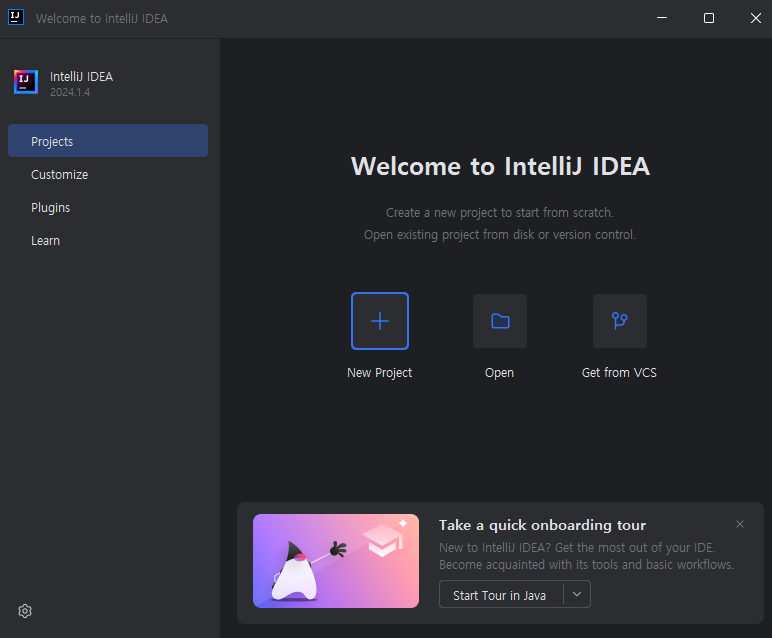 Welcome to IntelliJ IDEA
IntelliJ IDEA
2024.1.4
Projects
Customize
Plugins
Learn
Welcome to IntelliJ IDEA
Create a new project to start from scratch.
Open existing project from disk or version control.
New Project
Open
Get from VCS
Take a quick onboarding tour
New to IntelliJ IDEA? Get the most out of your IDE.
Become acquainted with its tools and basic workflows.
Start Tour in Java